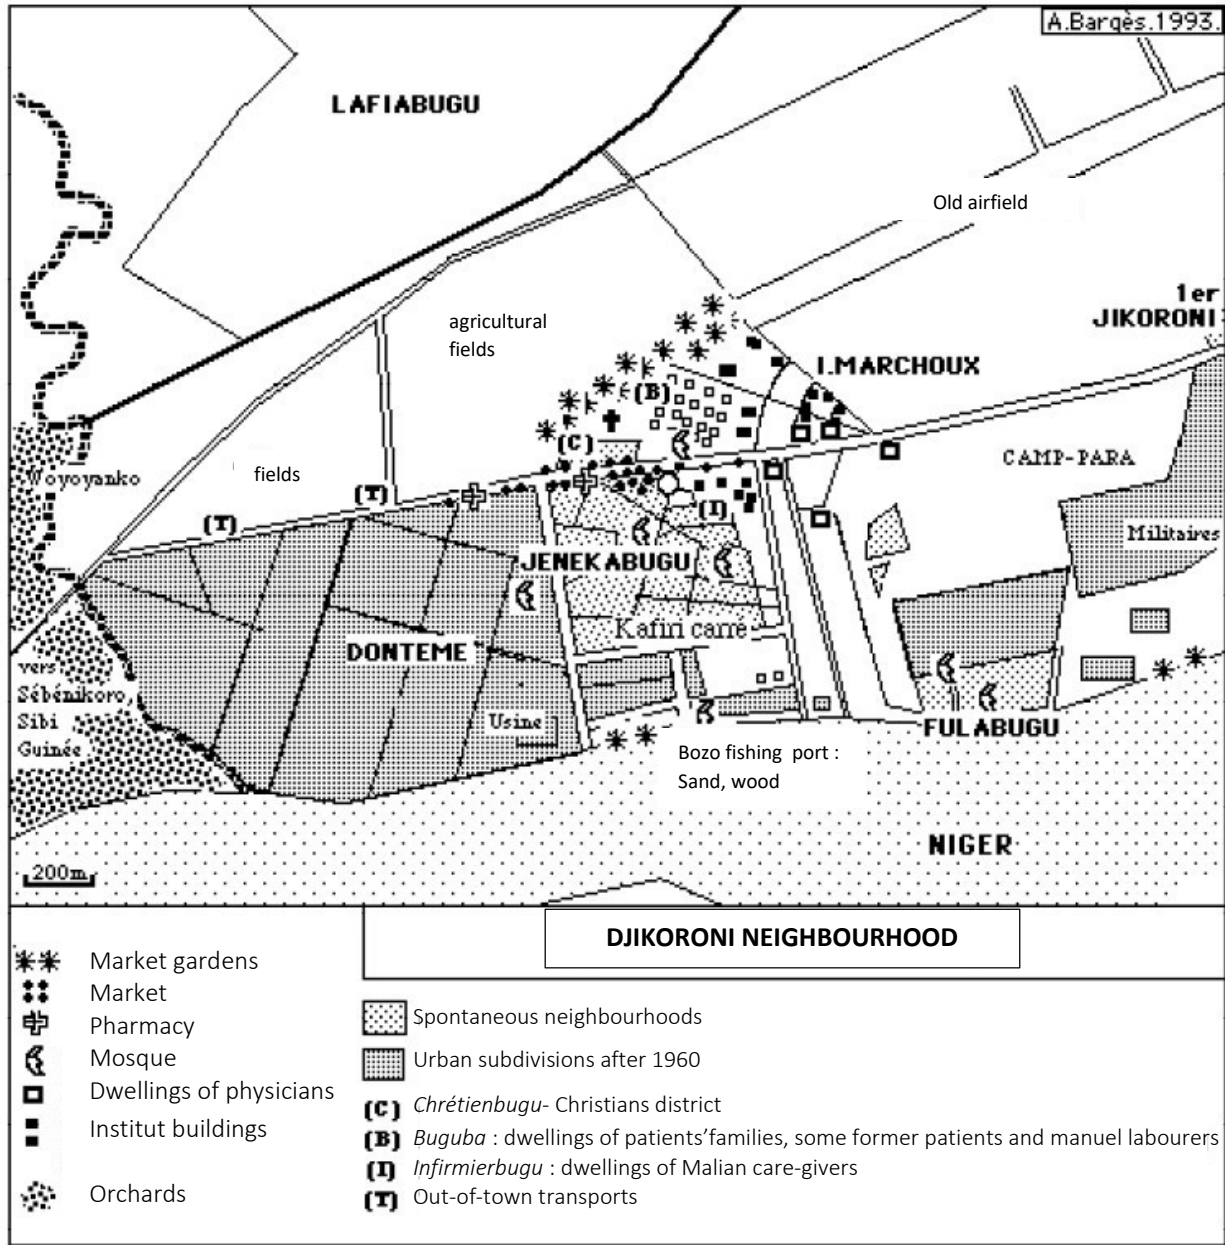 A.Barqès.1993.
LAFIABUGU
Old airfield
1er
JIKORONI
agricultural
fields
I.MARCHOUX
(B)
(C)
Woyoyanko
fields
CAMP-PARA
(T)
(T)
(I)
Militaires
JENEKABUGU
Kafiri carré
DONTEME
vers
Sébénikoro
Sibi
Guinée
Usine
FULABUGU
Bozo fishing port :
Sand, wood
NIGER
200m
DJIKORONI NEIGHBOURHOOD
Market gardens
Market
Pharmacy
Mosque
Dwellings of physicians
Institut buildings
Orchards
Spontaneous neighbourhoods
Urban subdivisions after 1960
(C) Chrétienbugu- Christians district
(B) Buguba : dwellings of patients’families, some former patients and manuel labourers
(I) Infirmierbugu : dwellings of Malian care-givers
(T) Out-of-town transports